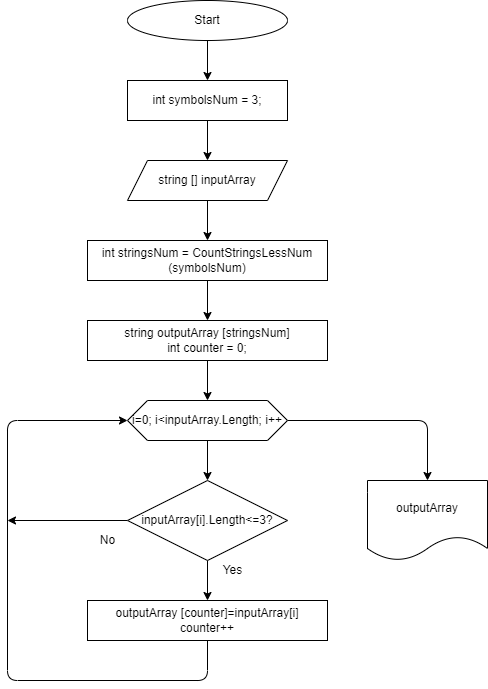 Start
int symbolsNum = 3;
string [] inputArray
int stringsNum = CountStringsLessNum
(symbolsNum)
string outputArray [stringsNum]
int counter = 0;
i=0; i<inputArray.Length; i++
outputArray
inputArray[i].Length<=3?
No
Yes
outputArray [counter]=inputArray[i]
counter++